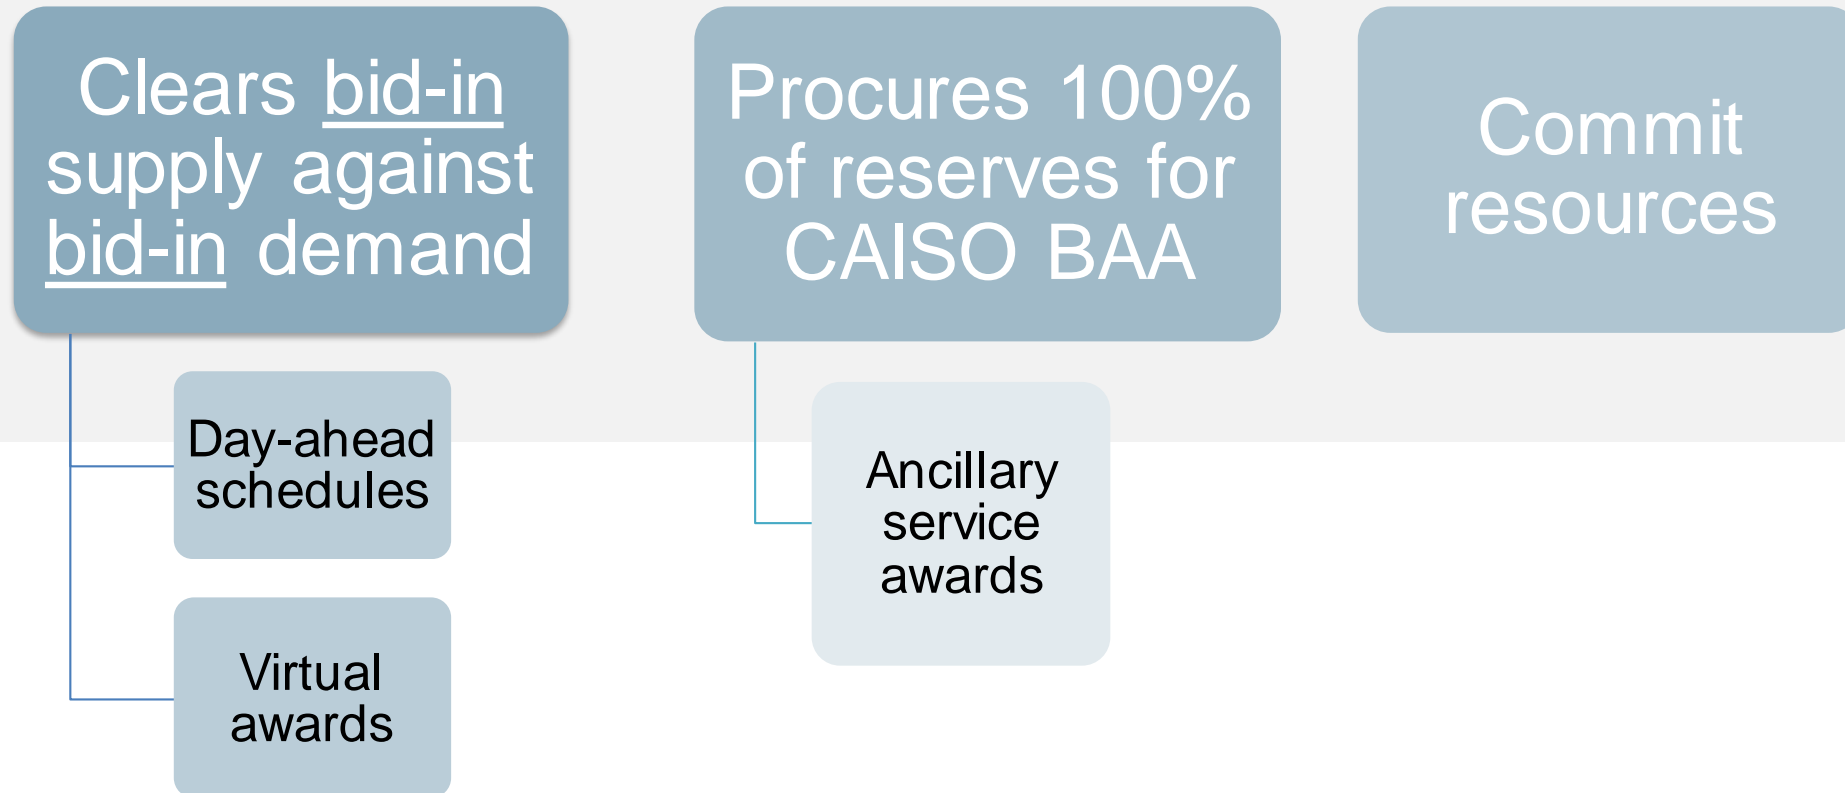 Clears bid-in
supply against
bid-in demand
Day-ahead
schedules
Virtual
awards
Procures 100%
of reserves for
CAISO BAA
Ancillary
service
awards
Commit
resources